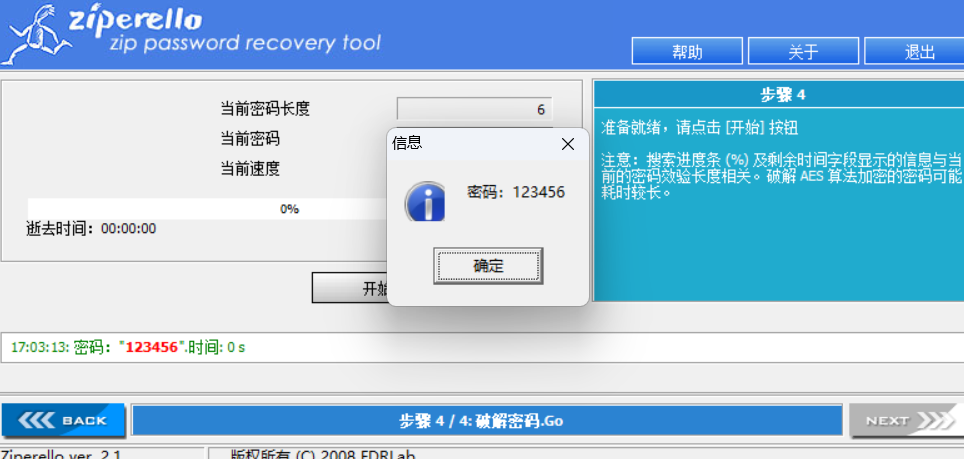 ziperello
zip password recovery tool
帮助
关于
退出
当前密码长度
6
当前密码
当前速度
0%
逝去时间：00:00:00
信息
密码：123456
确定
步骤 4
准备就绪，请点击 [开始] 按钮
注意：搜索进度条 (%) 及剩余时间字段显示的信息与当
前的密码效验长度相关。破解 AES 算法加密的密码可能
耗时较长。
开始
17:03:13: 密码："123456".时间: 0 s
BACK
步骤 4 / 4: 破解密码.Go
NEXT
Ziperello ver. 2.1
版权所有 (C) 2008 FDRLab